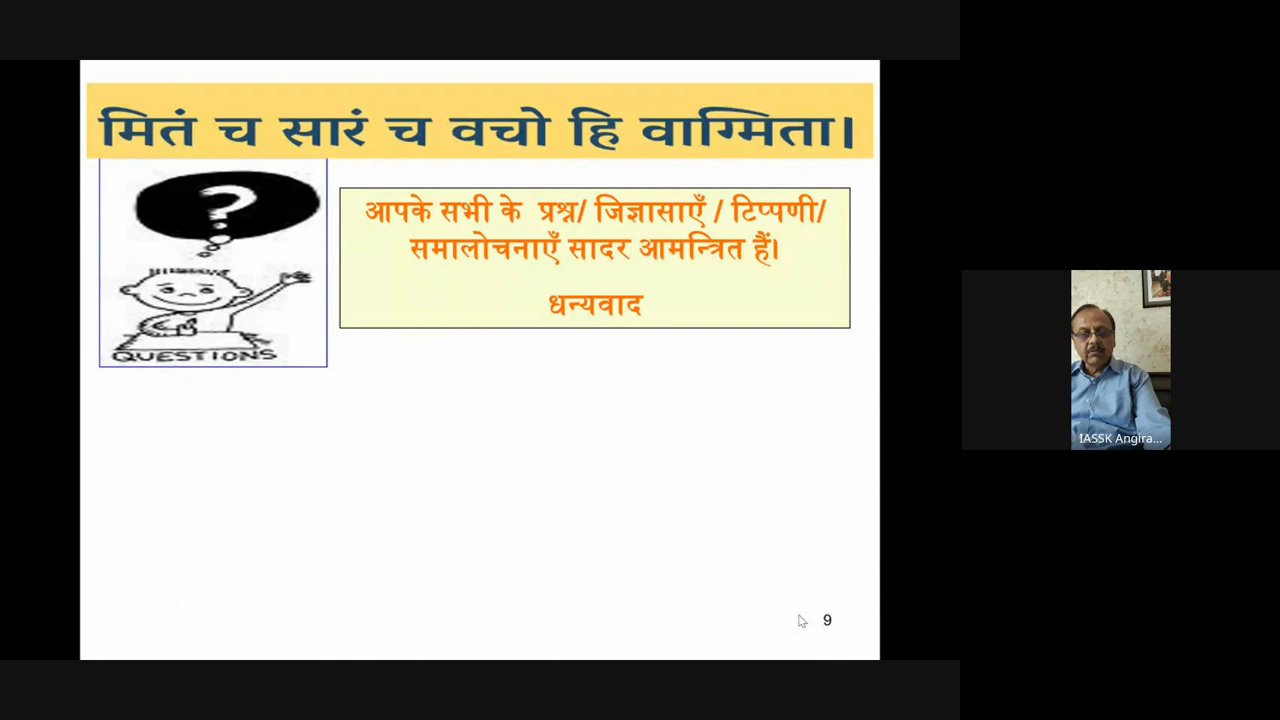 मितं च सारं च वचो हि वाग्मिता।
आपके सभी के प्रश्न/ जिज्ञासाएँ / टिप्पणी/
समालोचनाएँ सादर आमन्त्रित हैं।
धन्यवाद
?
QUESTIONS
9
IASSK Angira...